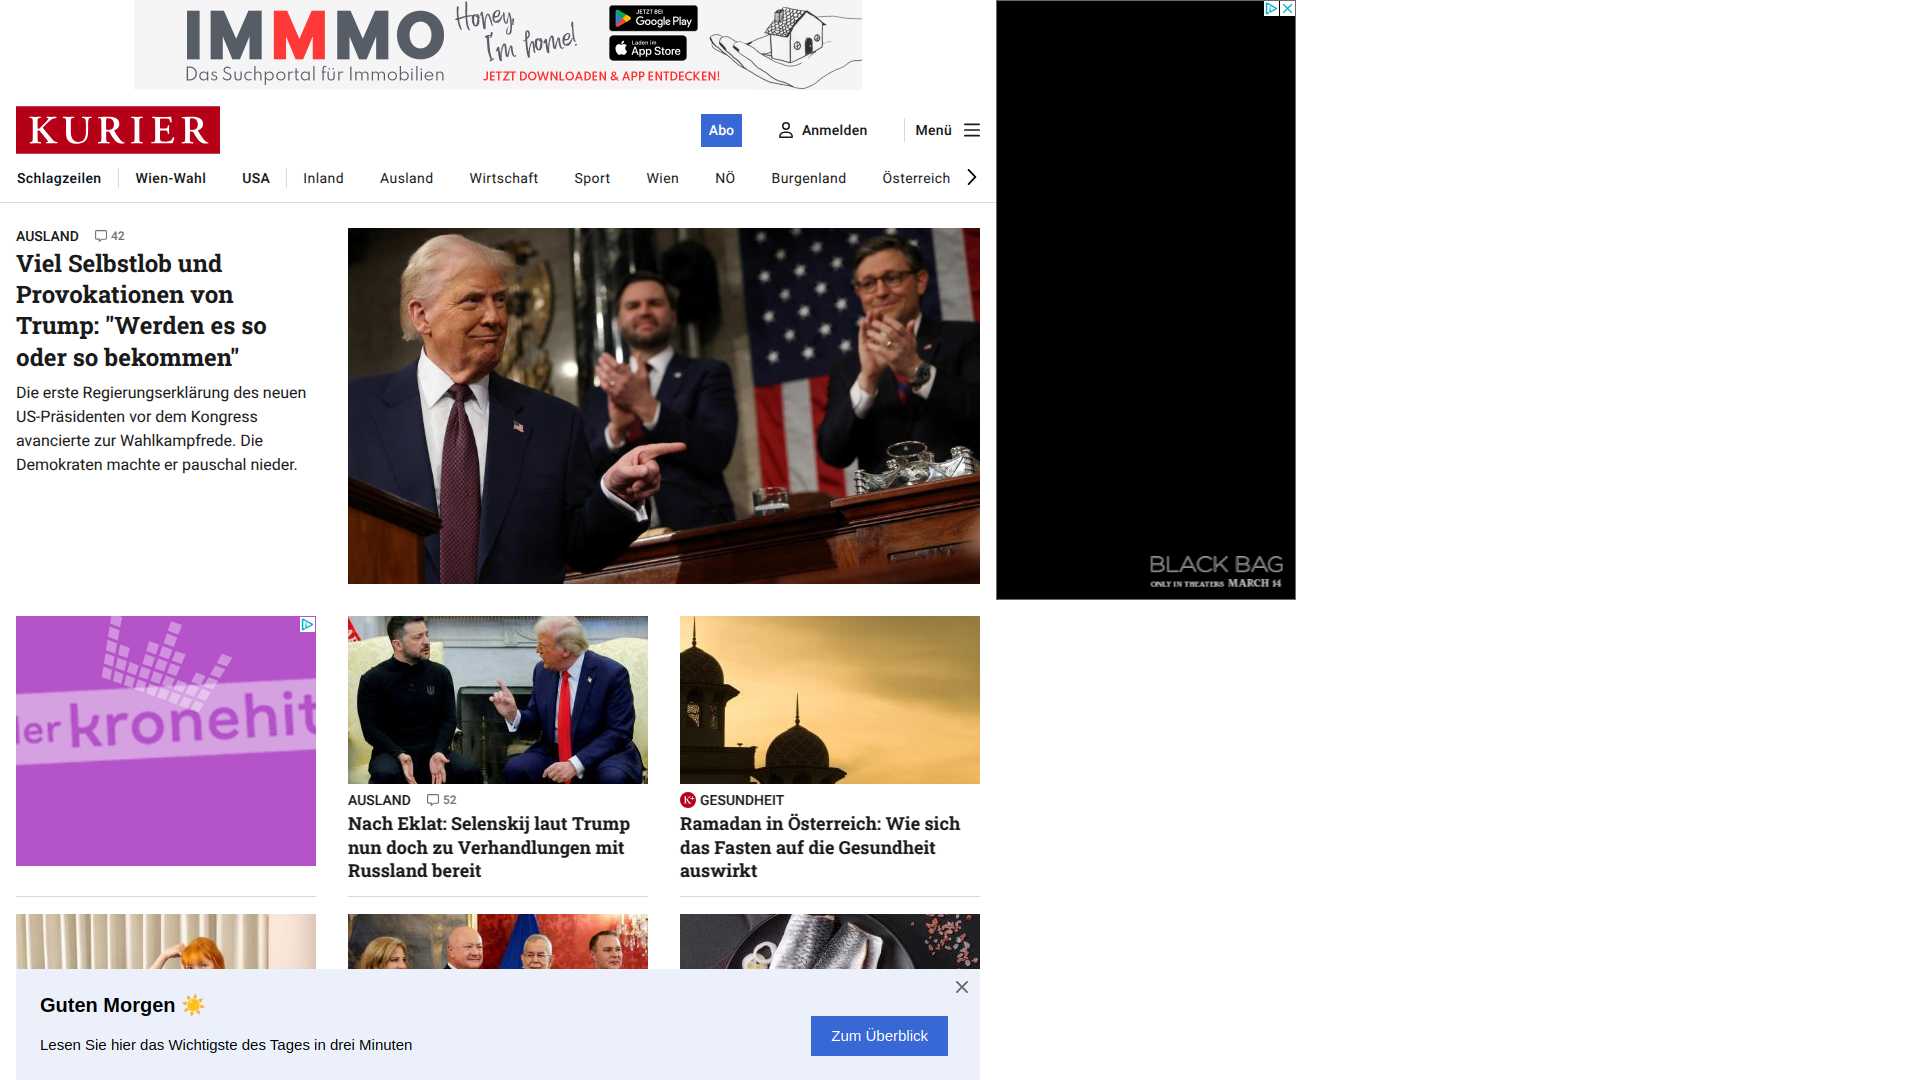 IMMMO
Das Suchportal für Immobilien
Honey,
I'm home!
JETZT BEI
Google Play
Laden im
App Store
JETZT DOWNLOADEN & APP ENTDECKEN!
KURIER
Abo
Anmelden
Menü
Schlagzeilen
Wien-Wahl
USA
Inland
Ausland
Wirtschaft
Sport
Wien
NÖ
Burgenland
Österreich
AUSLAND 42
Viel Selbstlob und
Provokationen von
Trump: "Werden es so
oder so bekommen"
Die erste Regierungserklärung des neuen
US-Präsidenten vor dem Kongress
avancierte zur Wahlkampfrede. Die
Demokraten machte er pauschal nieder.
BLACK BAG
ONLY IN THEATERS MARCH 14
der kronehit
AUSLAND 52
Nach Eklat: Selenskij laut Trump
nun doch zu Verhandlungen mit
Russland bereit
K+ GESUNDHEIT
Ramadan in Österreich: Wie sich
das Fasten auf die Gesundheit
auswirkt
Guten Morgen ☀️
Lesen Sie hier das Wichtigste des Tages in drei Minuten
Zum Überblick